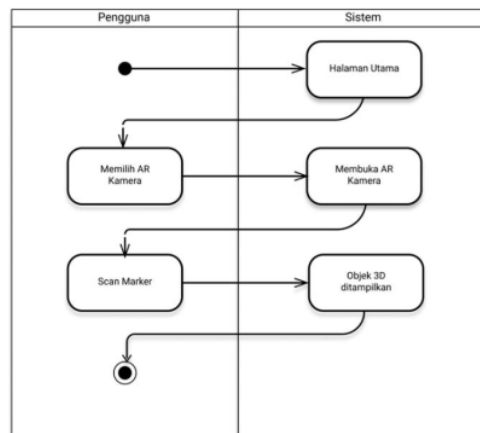 Pengguna
Sistem
Halaman Utama
Memilih AR
Kamera
Membuka AR
Kamera
Scan Marker
Objek 3D
ditampilkan